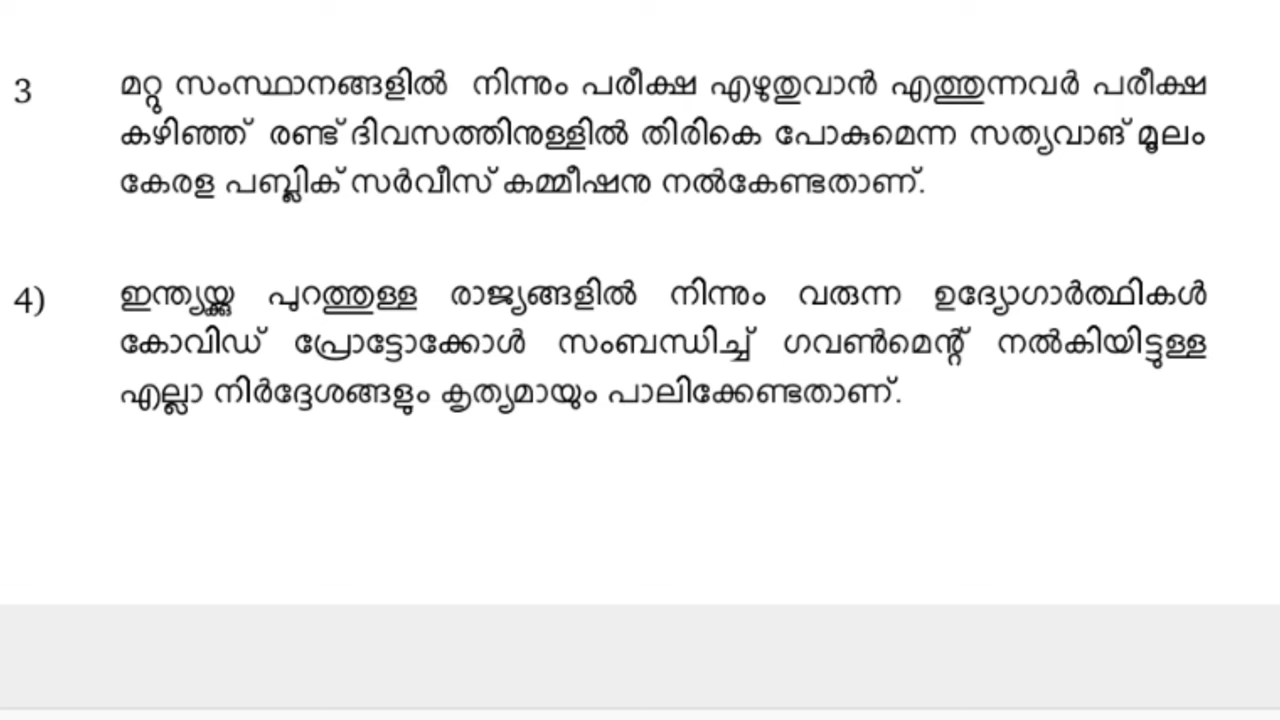 3 മറ്റു സംസ്ഥാനങ്ങളിൽ നിന്നും പരീക്ഷ എഴുതുവാൻ എത്തുന്നവർ പരീക്ഷ
കഴിഞ്ഞ് രണ്ട് ദിവസത്തിനുള്ളിൽ തിരികെ പോകുമെന്ന സത്യവാങ് മൂലം
കേരള പബ്ലിക് സർവീസ് കമ്മീഷനു നൽകേണ്ടതാണ്.
4) ഇന്ത്യയ്ക്കു പുറത്തുള്ള രാജ്യങ്ങളിൽ നിന്നും വരുന്ന ഉദ്യോഗാർത്ഥികൾ
കോവിഡ് പ്രോട്ടോക്കോൾ സംബന്ധിച്ച് ഗവൺമെന്റ് നൽകിയിട്ടുള്ള
എല്ലാ നിർദ്ദേശങ്ങളും കൃത്യമായും പാലിക്കേണ്ടതാണ്.